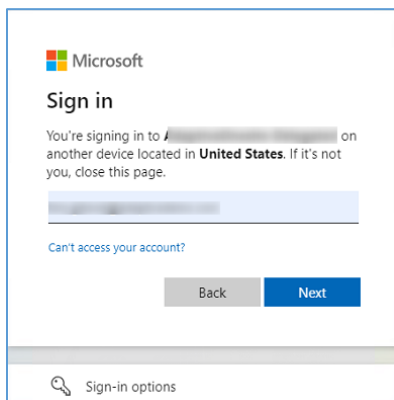 Microsoft
Sign in
You're signing in to on
another device located in United States. If it's not
you, close this page.
Can't access your account?
Back Next
Sign-in options